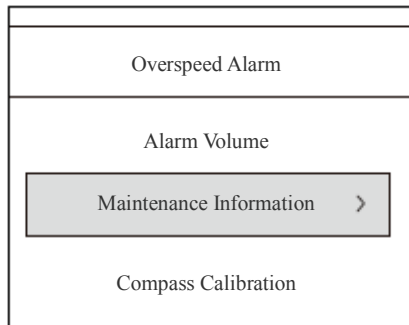 Overspeed Alarm
Alarm Volume
Maintenance Information
Compass Calibration